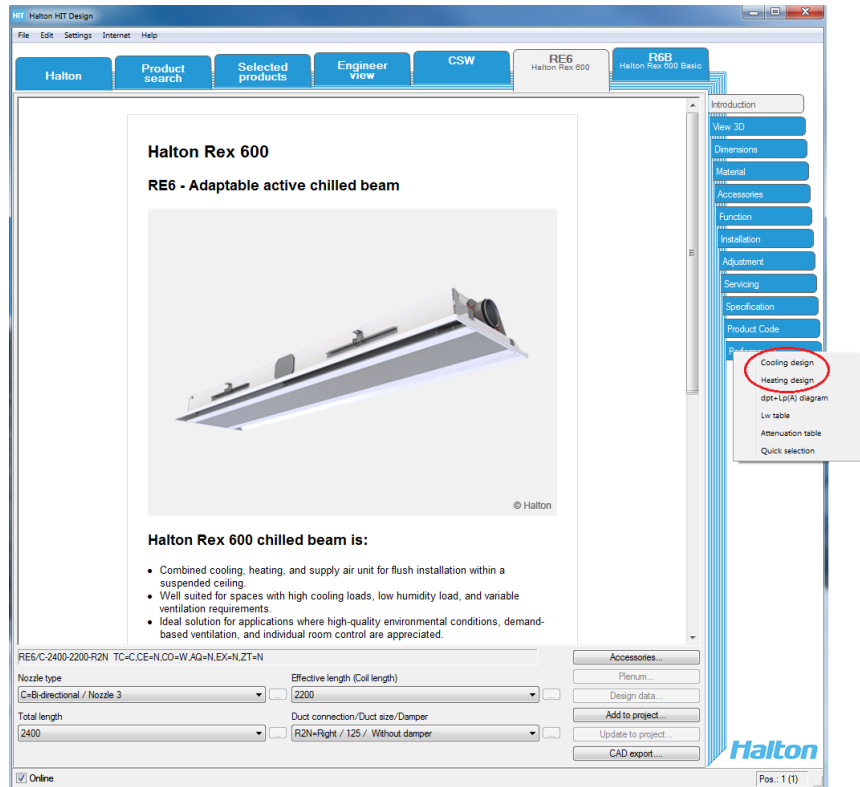 HIT Halton HIT Design
File Edit Settings Internet Help
Halton
Product
search
Selected
products
Engineer
view
CSW
RE6
Halton Rex 600
R6B
Halton Rex 600 Basic
Introduction
View 3D
Dimensions
Material
Accessories
Function
Installation
Adjustment
Servicing
Specification
Product Code
Cooling design
Heating design
dpt+Lp(A) diagram
Lw table
Attenuation table
Quick selection
Halton Rex 600
RE6 - Adaptable active chilled beam
© Halton
Halton Rex 600 chilled beam is:
• Combined cooling, heating, and supply air unit for flush installation within a
suspended ceiling.
• Well suited for spaces with high cooling loads, low humidity load, and variable
ventilation requirements.
• Ideal solution for applications where high-quality environmental conditions, demand-
based ventilation, and individual room control are appreciated.
RE6/C-2400-2200-R2N TC=C,CE=N,CO=W,AQ=N,EX=N,ZT=N
Nozzle type
C=Bi-directional / Nozzle 3
...
Effective length (Coil length)
2200
...
Total length
2400
...
Duct connection/Duct size/Damper
R2N=Right / 125 / Without damper
...
Accessories...
Plenum...
Design data...
Add to project...
Update to project...
CAD export....
Halton
Online
Pos.: 1 (1)